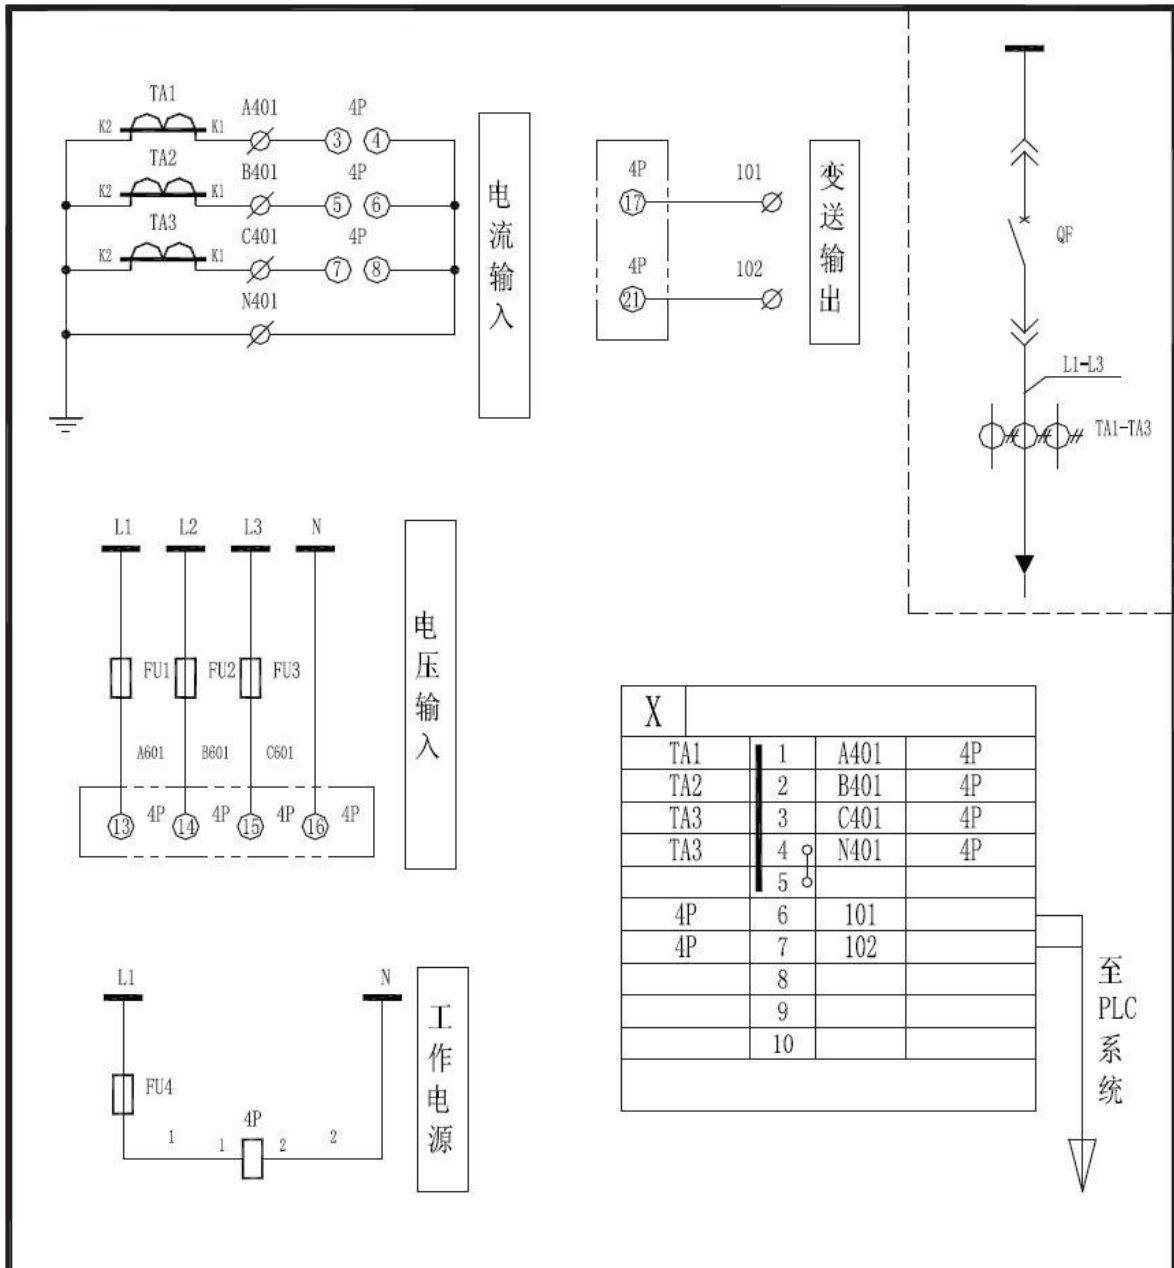 TA1
K2 K1 A401 4P
3 4
TA2
K2 K1 B401 4P
5 6
TA3
K2 K1 C401 4P
7 8
N401
电流输入
4P 101
17
4P 102
21
变送输出
QF
L1-L3
TA1-TA3
L1 L2 L3 N
FU1 FU2 FU3
A601 B601 C601
13 4P 14 4P 15 4P 16 4P
电压输入
L1 N
FU4
4P
1 1 2 2
工作电源
X
TA1 1 A401 4P
TA2 2 B401 4P
TA3 3 C401 4P
TA3 4 N401 4P
5
4P 6 101
4P 7 102
8
9
10
至
PLC
系
统